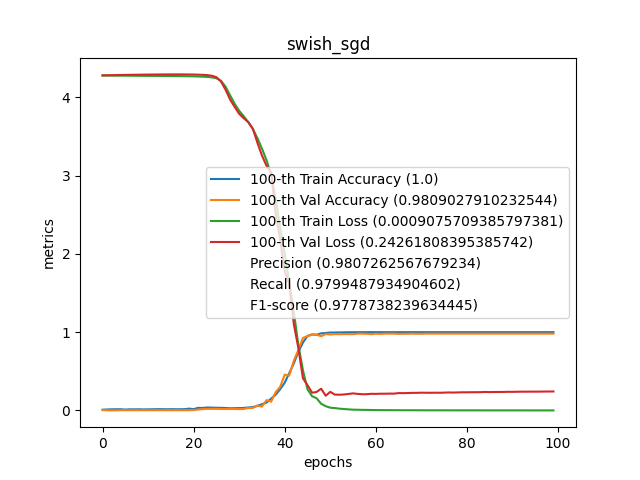 swish_sgd
4
3
2
1
0
metrics
100-th Train Accuracy (1.0)
100-th Val Accuracy (0.9809027910232544)
100-th Train Loss (0.0009075709385797381)
100-th Val Loss (0.24261808395385742)
Precision (0.9807262567679234)
Recall (0.9799487934904602)
F1-score (0.9778738239634445)
0 20 40 60 80 100
epochs